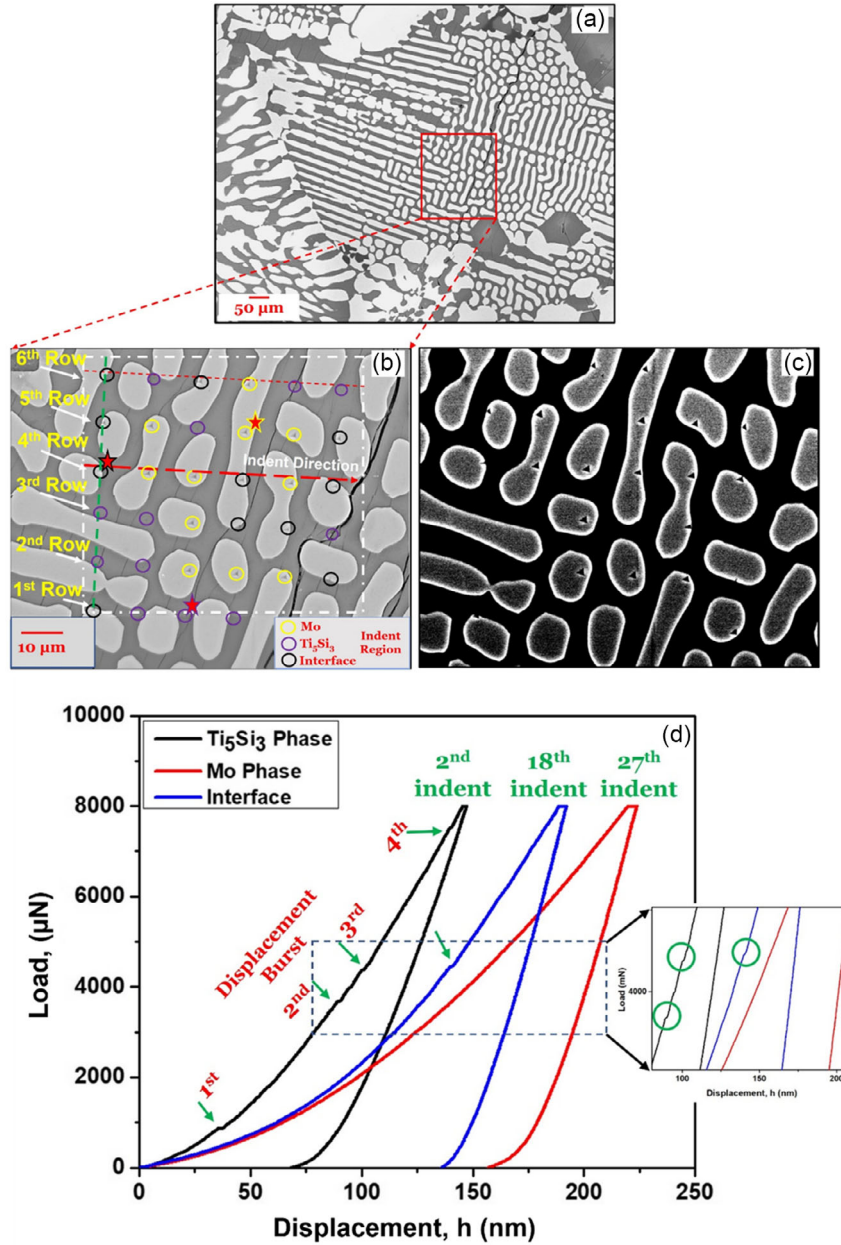 (a)
50 μm
(b)
6th Row
5th Row
4th Row
3rd Row
2nd Row
1st Row
Indent Direction
10 μm
Mo
Ti5Si3
Interface
Indent
Region
(c)
(d)
Ti5Si3 Phase
Mo Phase
Interface
2nd
indent
18th
indent
27th
indent
Displacement
Burst
1st
2nd
3rd
4th
10000
8000
6000
4000
2000
0
Load, (μN)
0
50
100
150
200
250
Displacement, h (nm)
Load (mN)
4000
100
150
200
Displacement, h (nm)